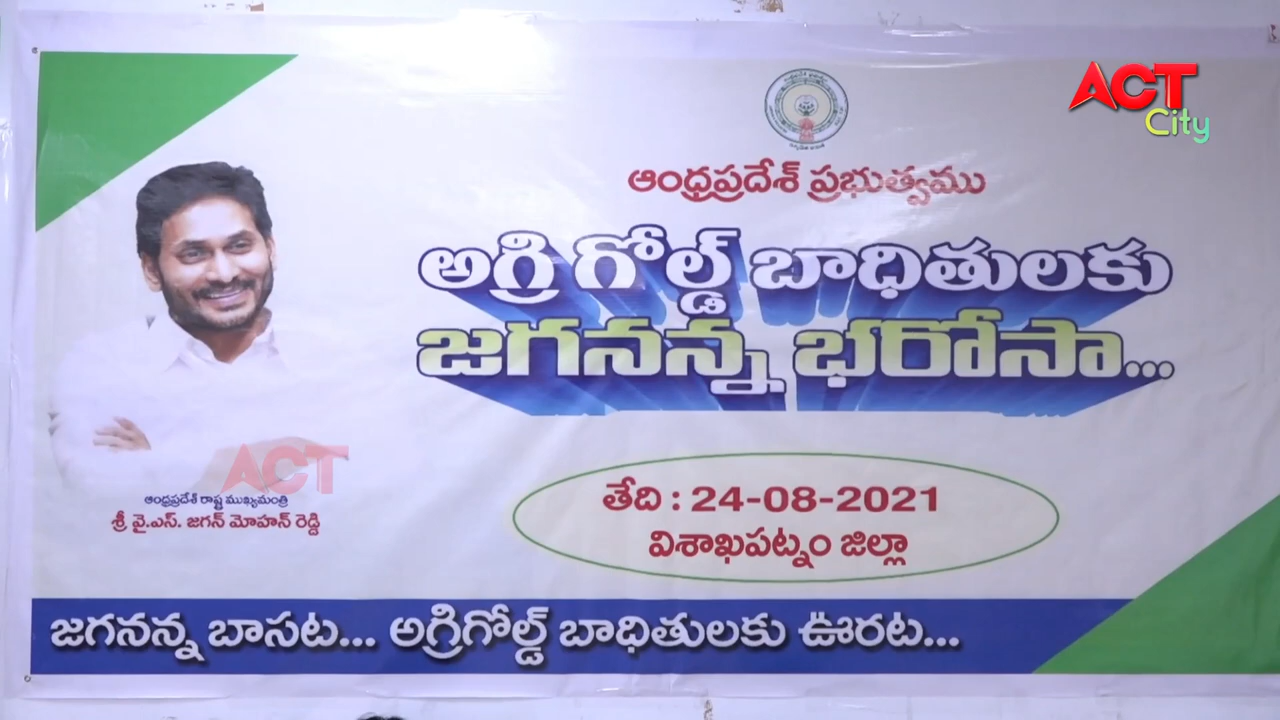 ACT
City
ఆంధ్రప్రదేశ్ ప్రభుత్వము
అగ్రి గోల్డ్ బాధితులకు
జగనన్న భరోసా...
ACT
ఆంధ్రప్రదేశ్ రాష్ట్ర ముఖ్యమంత్రి
శ్రీ వై.ఎస్. జగన్ మోహన్ రెడ్డి
తేది : 24-08-2021
విశాఖపట్నం జిల్లా
జగనన్న బాసట... అగ్రిగోల్డ్ బాధితులకు ఊరట...